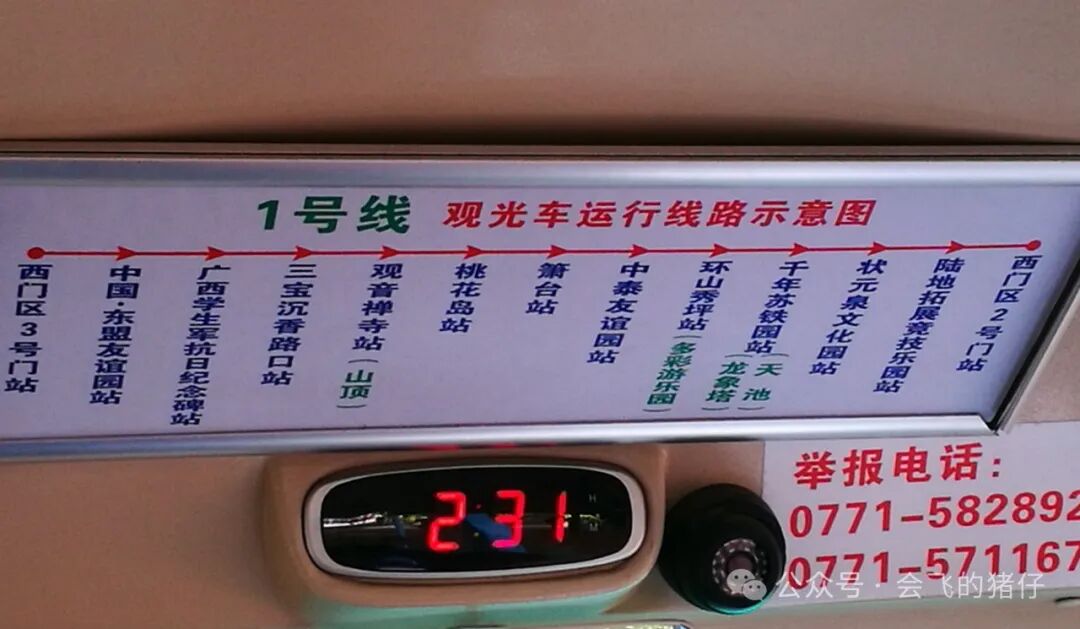 1号线 观光车运行线路示意图
西门区3号门站
中国·东盟友谊园站
广西学生军抗日纪念碑站
三宝沉香路口站
观音禅寺站(山顶)
桃花岛站
箫台站
中泰友谊园站
环山秀坪站(多彩游乐园)
千年苏铁园站
(龙象塔)
(天池)
状元泉文化园站
陆地拓展竞技乐园站
西门区2号门站
2:31
H
M
举报电话:
0771-582892
0771-571167
公众号·会飞的猪仔